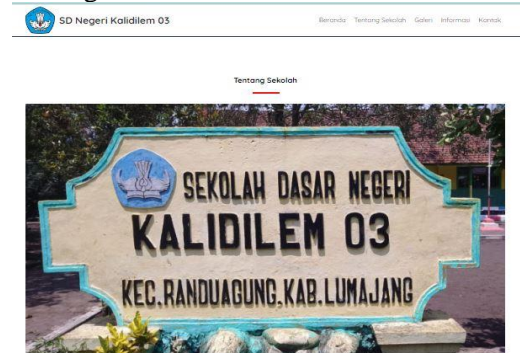 SD Negeri Kalidilem 03
Beranda Tentang Sekolah Galeri Informasi Kontak
Tentang Sekolah
SEKOLAH DASAR NEGERI
KALIDILEM 03
KEC.RANDUAGUNG,KAB.LUMAJANG